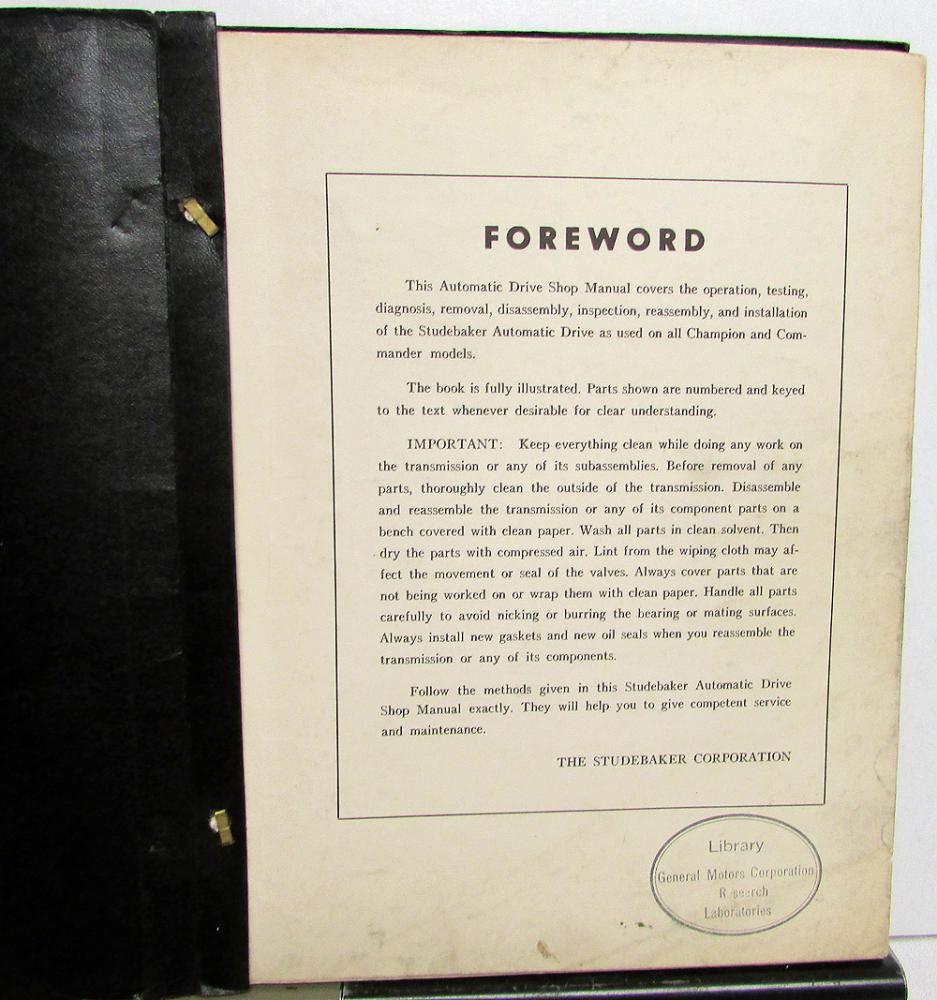 FOREWORD
This Automatic Drive Shop Manual covers the operation, testing,
diagnosis, removal, disassembly, inspection, reassembly, and installation
of the Studebaker Automatic Drive as used on all Champion and Com-
mander models.
The book is fully illustrated. Parts shown are numbered and keyed
to the text whenever desirable for clear understanding.
IMPORTANT: Keep everything clean while doing any work on
the transmission or any of its subassemblies. Before removal of any
parts, thoroughly clean the outside of the transmission. Disassemble
and reassemble the transmission or any of its component parts on a
bench covered with clean paper. Wash all parts in clean solvent. Then
dry the parts with compressed air. Lint from the wiping cloth may af-
fect the movement or seal of the valves. Always cover parts that are
not being worked on or wrap them with clean paper. Handle all parts
carefully to avoid nicking or burring the bearing or mating surfaces.
Always install new gaskets and new oil seals when you reassemble the
transmission or any of its components.
Follow the methods given in this Studebaker Automatic Drive
Shop Manual exactly. They will help you to give competent service
and maintenance.
THE STUDEBAKER CORPORATION
Library
General Motors Corporation
Research
Laboratories